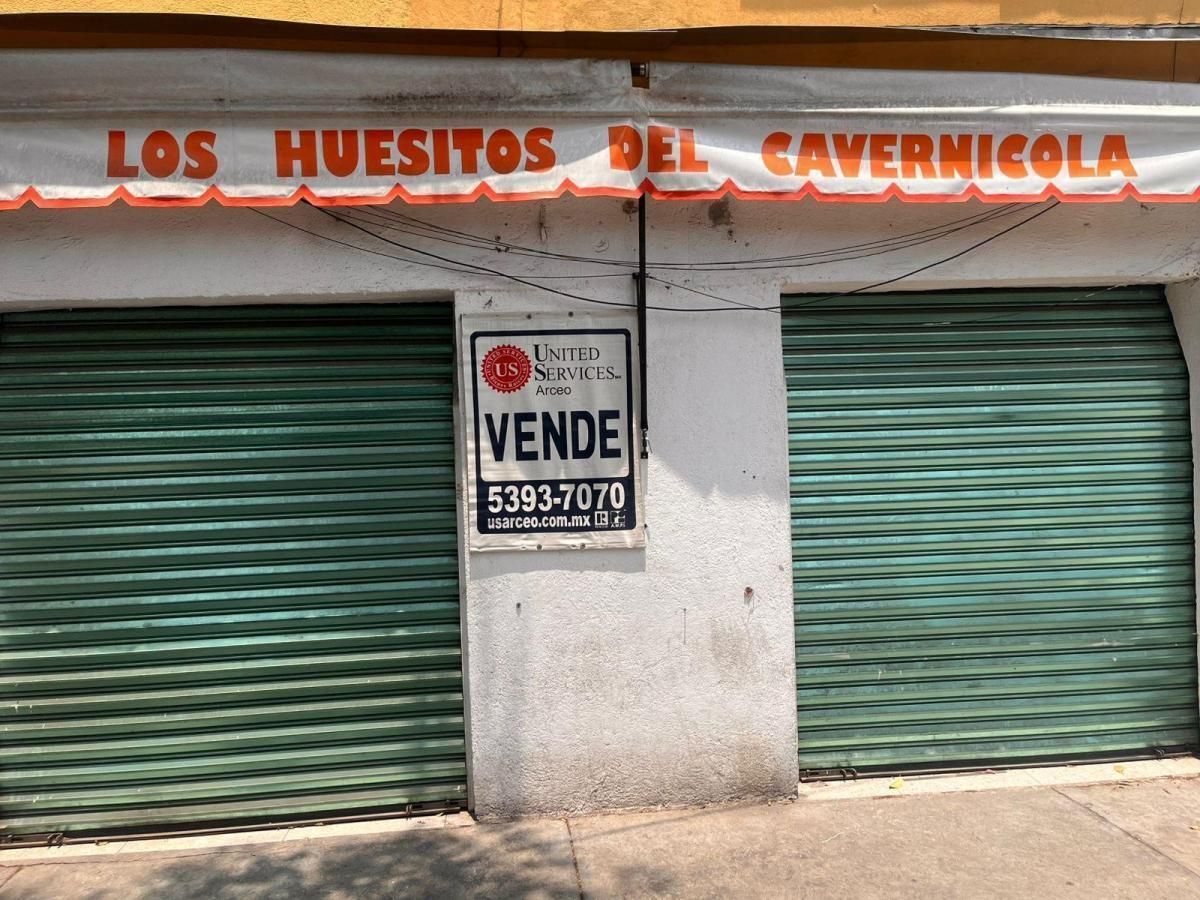 LOS HUESITOS DEL CAVERNICOLA
US
UNITED
SERVICES
Arceo
VENDE
5393-7070
usarceo.com.mx